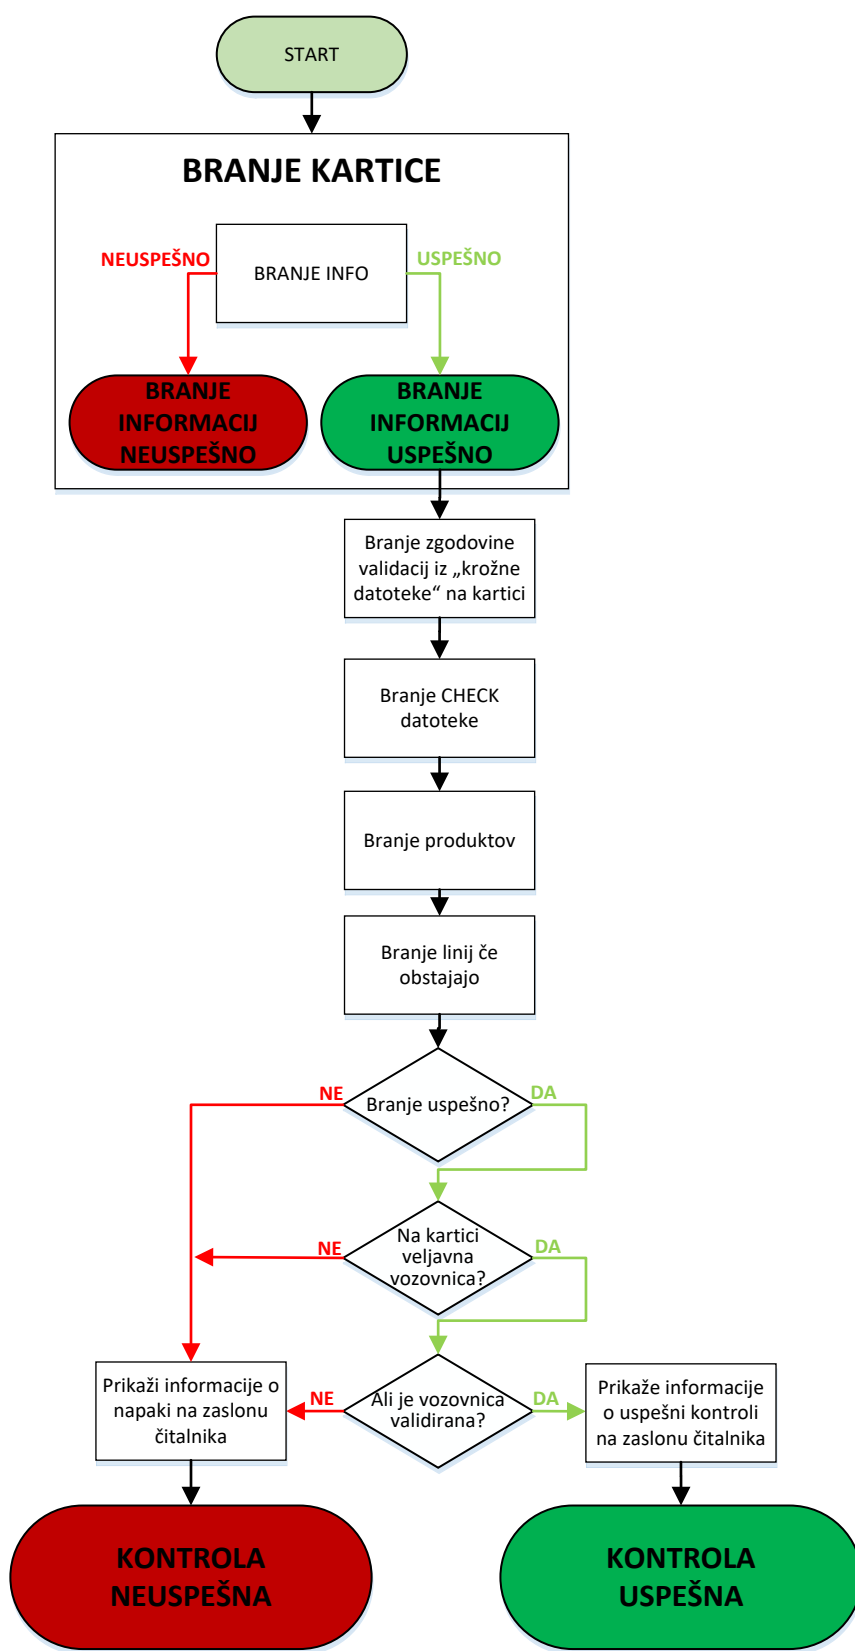 START
BRANJE KARTICE
NEUSPEŠNO
USPEŠNO
BRANJE INFO
BRANJE
INFORMACIJ
NEUSPEŠNO
BRANJE
INFORMACIJ
USPEŠNO
Branje zgodovine
validacij iz „krožne
datoteke“ na kartici
Branje CHECK
datoteke
Branje produktov
Branje linij če
obstajajo
NE
Branje uspešno?
DA
NE
Na kartici
veljavna
vozovnica?
DA
Prikaži informacije o
napaki na zaslonu
čitalnika
NE
Ali je vozovnica
validirana?
DA
Prikaže informacije
o uspešni kontroli
na zaslonu čitalnika
KONTROLA
NEUSPEŠNA
KONTROLA
USPEŠNA